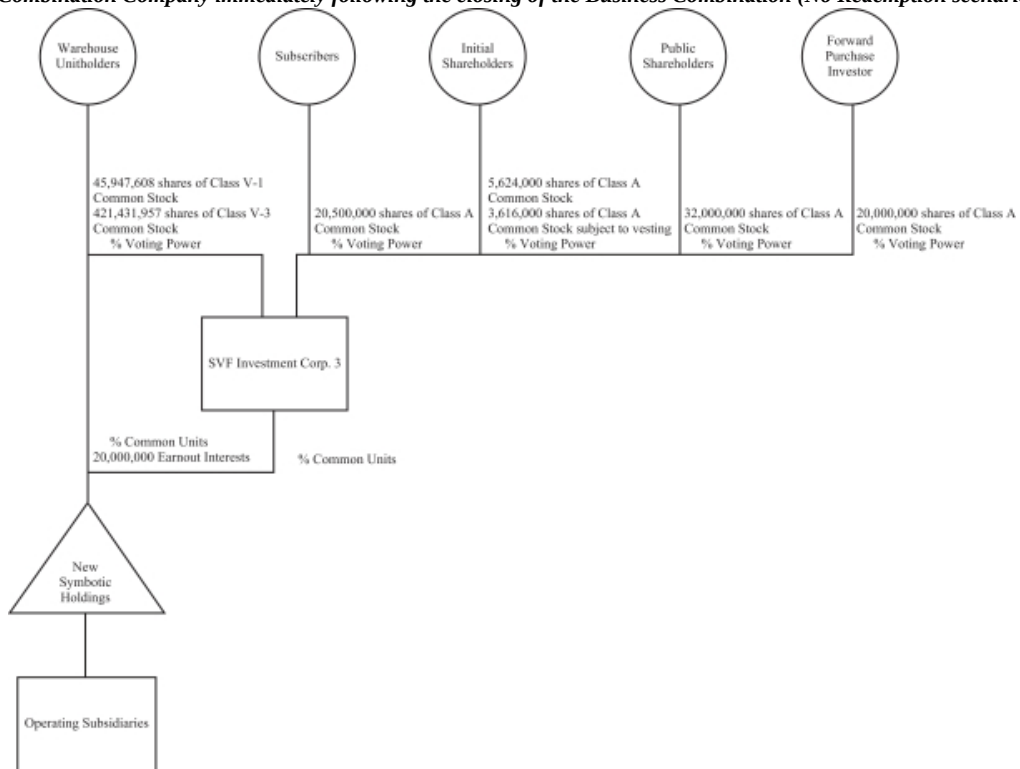 Combination Company immediately following the closing of the Business Combination (No Redemption scenari
Warehouse
Unitholders
Subscribers
Initial
Shareholders
Public
Shareholders
Forward
Purchase
Investor
45,947,608 shares of Class V-1
Common Stock
421,431,957 shares of Class V-3
Common Stock
% Voting Power
20,500,000 shares of Class A
Common Stock
% Voting Power
5,624,000 shares of Class A
Common Stock
3,616,000 shares of Class A
Common Stock subject to vesting
% Voting Power
32,000,000 shares of Class A
Common Stock
% Voting Power
20,000,000 shares of Class A
Common Stock
% Voting Power
SVF Investment Corp. 3
% Common Units
20,000,000 Earnout Interests
% Common Units
New
Symbotic
Holdings
Operating Subsidiaries